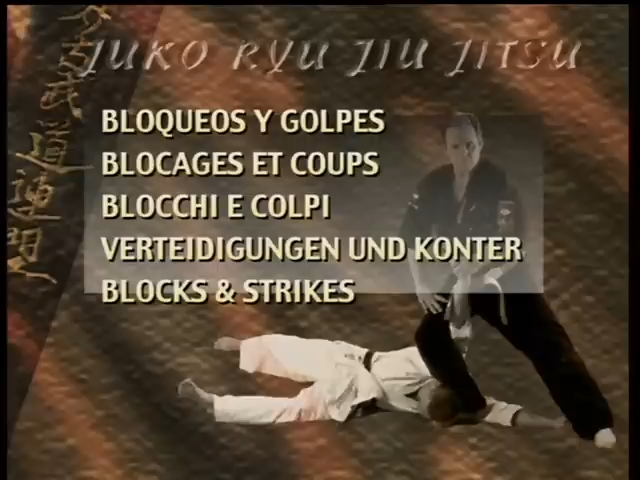 JUKO RYU JIU JITSU
BLOQUEOS Y GOLPES
BLOCAGES ET COUPS
BLOCCHI E COLPI
VERTEIDIGUNGEN UND KONTER
BLOCKS & STRIKES